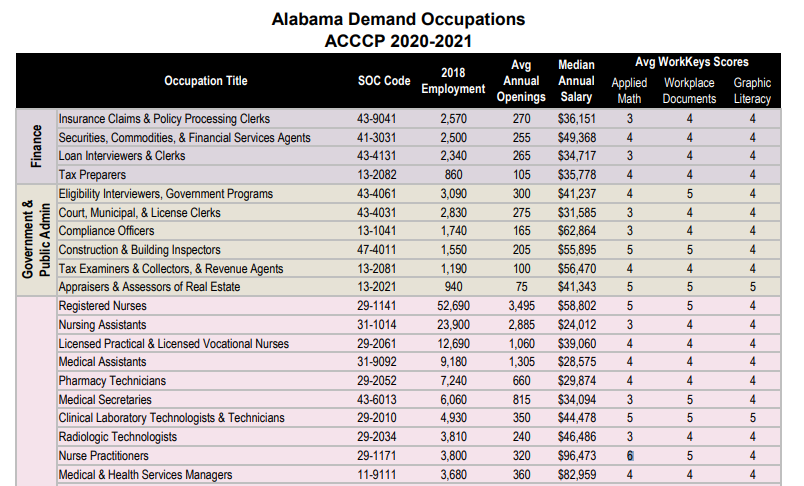 Alabama Demand Occupations
ACCCP 2020-2021
Occupation Title SOC Code 2018 Employment Avg Annual Openings Median Annual Salary Avg WorkKeys Scores
Applied Math Workplace Documents Graphic Literacy
Finance
Insurance Claims & Policy Processing Clerks 43-9041 2,570 270 $36,151 3 4 4
Securities, Commodities, & Financial Services Agents 41-3031 2,500 255 $49,368 4 4 4
Loan Interviewers & Clerks 43-4131 2,340 265 $34,717 3 4 4
Tax Preparers 13-2082 860 105 $35,778 4 4 4
Government & Public Admin
Eligibility Interviewers, Government Programs 43-4061 3,090 300 $41,237 4 5 4
Court, Municipal, & License Clerks 43-4031 2,830 275 $31,585 3 4 4
Compliance Officers 13-1041 1,740 165 $62,864 3 4 4
Construction & Building Inspectors 47-4011 1,550 205 $55,895 5 5 4
Tax Examiners & Collectors, & Revenue Agents 13-2081 1,190 100 $56,470 4 4 4
Appraisers & Assessors of Real Estate 13-2021 940 75 $41,343 5 5 5
Registered Nurses 29-1141 52,690 3,495 $58,802 5 5 4
Nursing Assistants 31-1014 23,900 2,885 $24,012 3 4 4
Licensed Practical & Licensed Vocational Nurses 29-2061 12,690 1,060 $39,060 4 4 4
Medical Assistants 31-9092 9,180 1,305 $28,575 4 4 4
Pharmacy Technicians 29-2052 7,240 660 $29,874 4 4 4
Medical Secretaries 43-6013 6,060 815 $34,094 3 5 4
Clinical Laboratory Technologists & Technicians 29-2010 4,930 350 $44,478 5 5 5
Radiologic Technologists 29-2034 3,810 240 $46,486 3 4 4
Nurse Practitioners 29-1171 3,800 320 $96,473 6 5 4
Medical & Health Services Managers 11-9111 3,680 360 $82,959 4 4 4